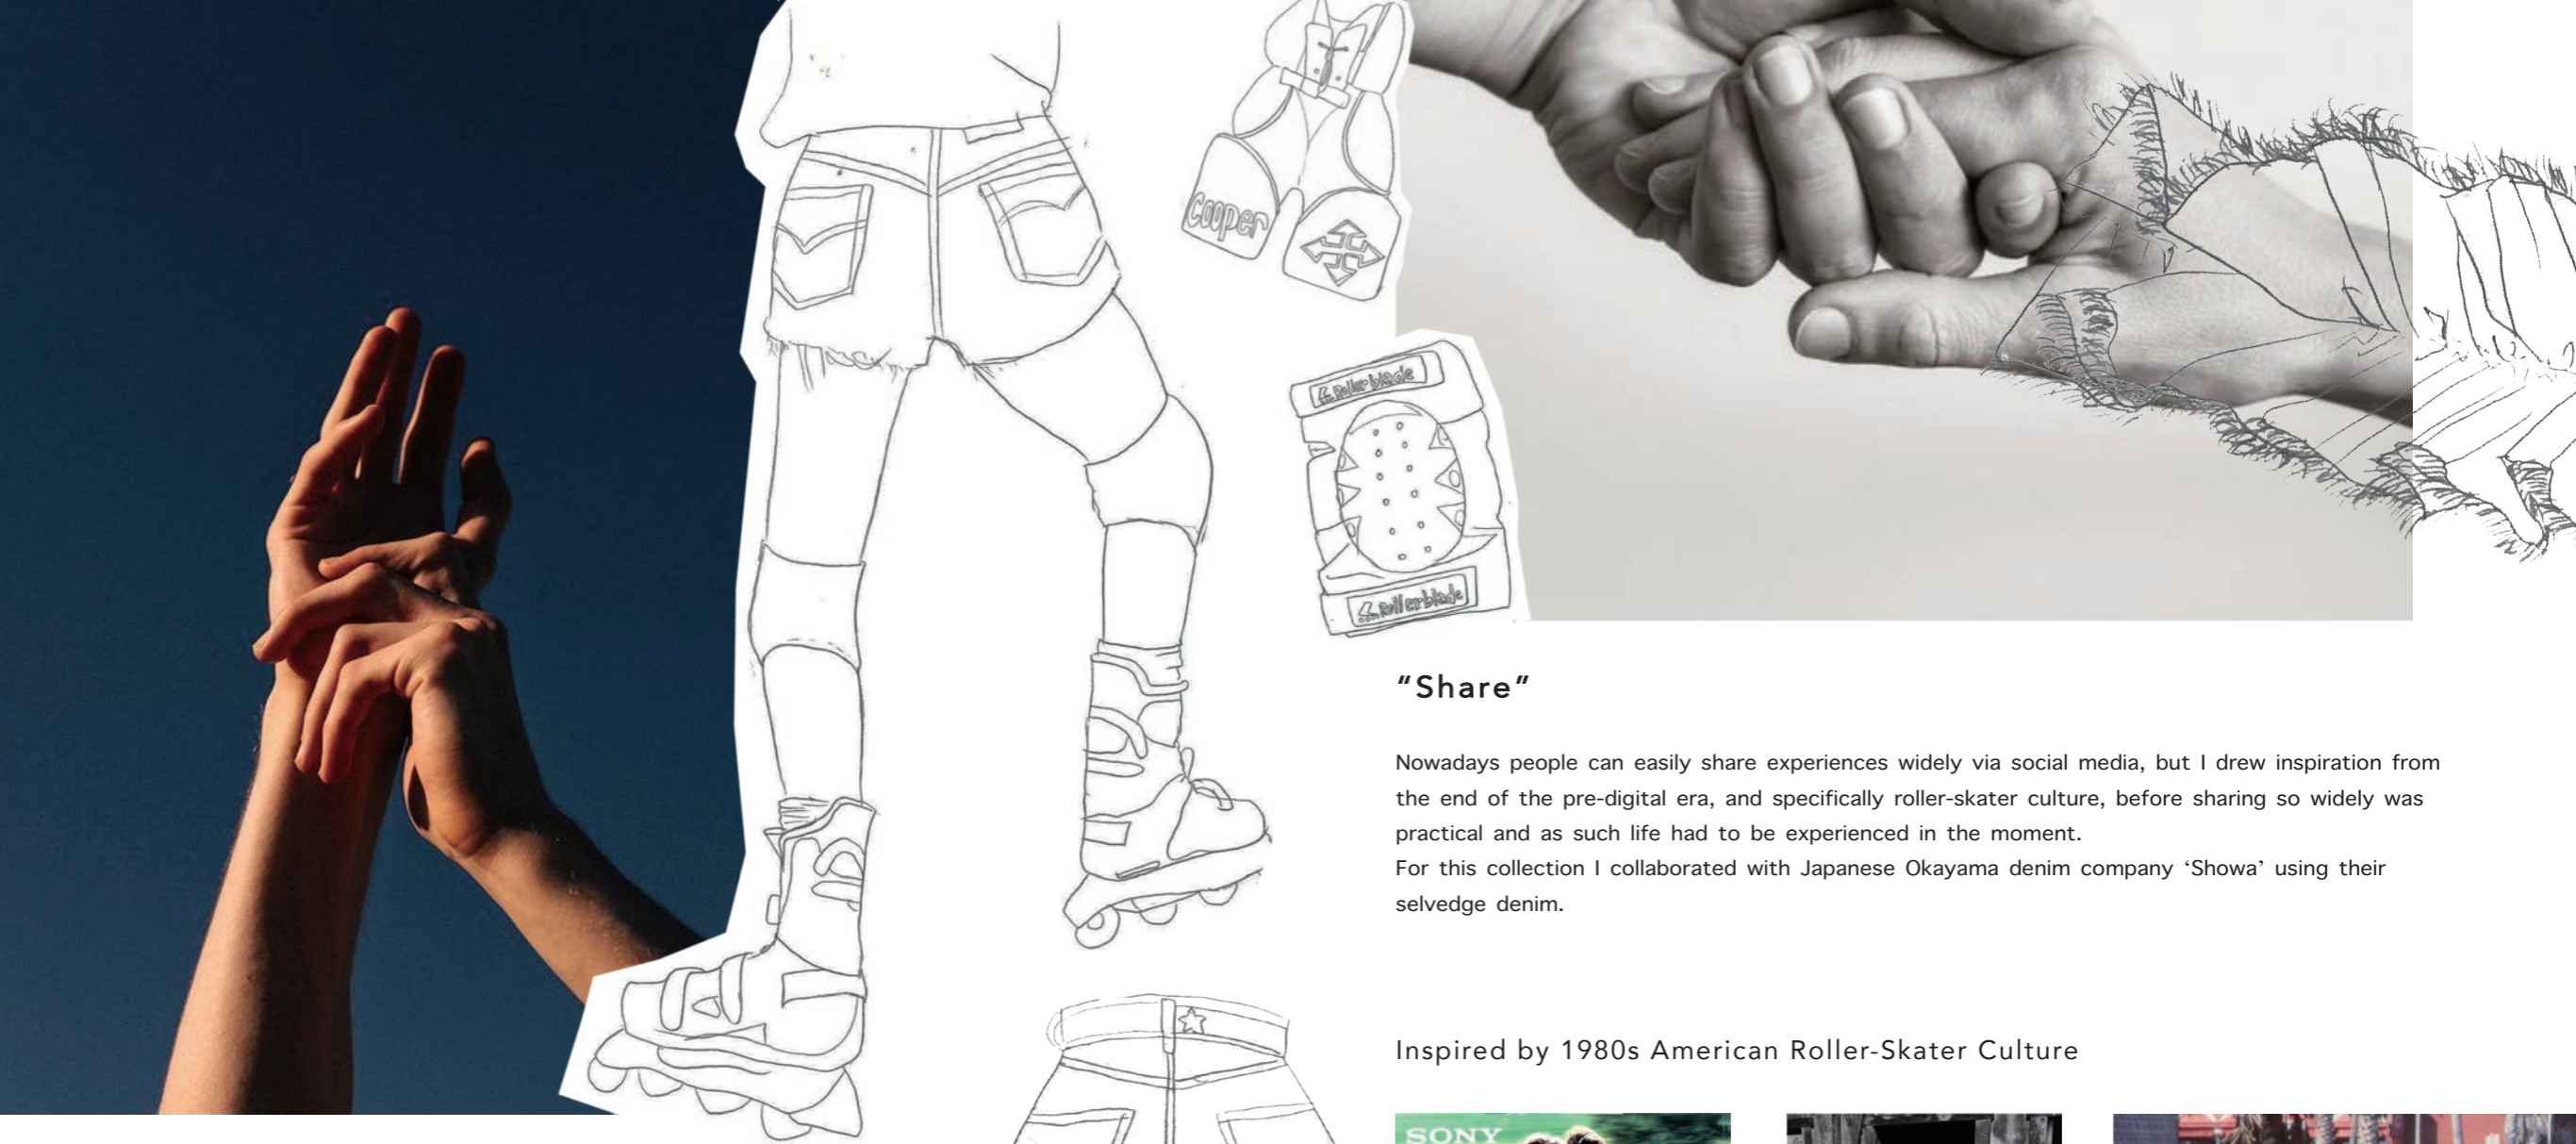 cooper
Rollerblade
Rollerblade
“Share”
Nowadays people can easily share experiences widely via social media, but I drew inspiration from
the end of the pre-digital era, and specifically roller-skater culture, before sharing so widely was
practical and as such life had to be experienced in the moment.
For this collection I collaborated with Japanese Okayama denim company ‘Showa’ using their
selvedge denim.
Inspired by 1980s American Roller-Skater Culture
SONY